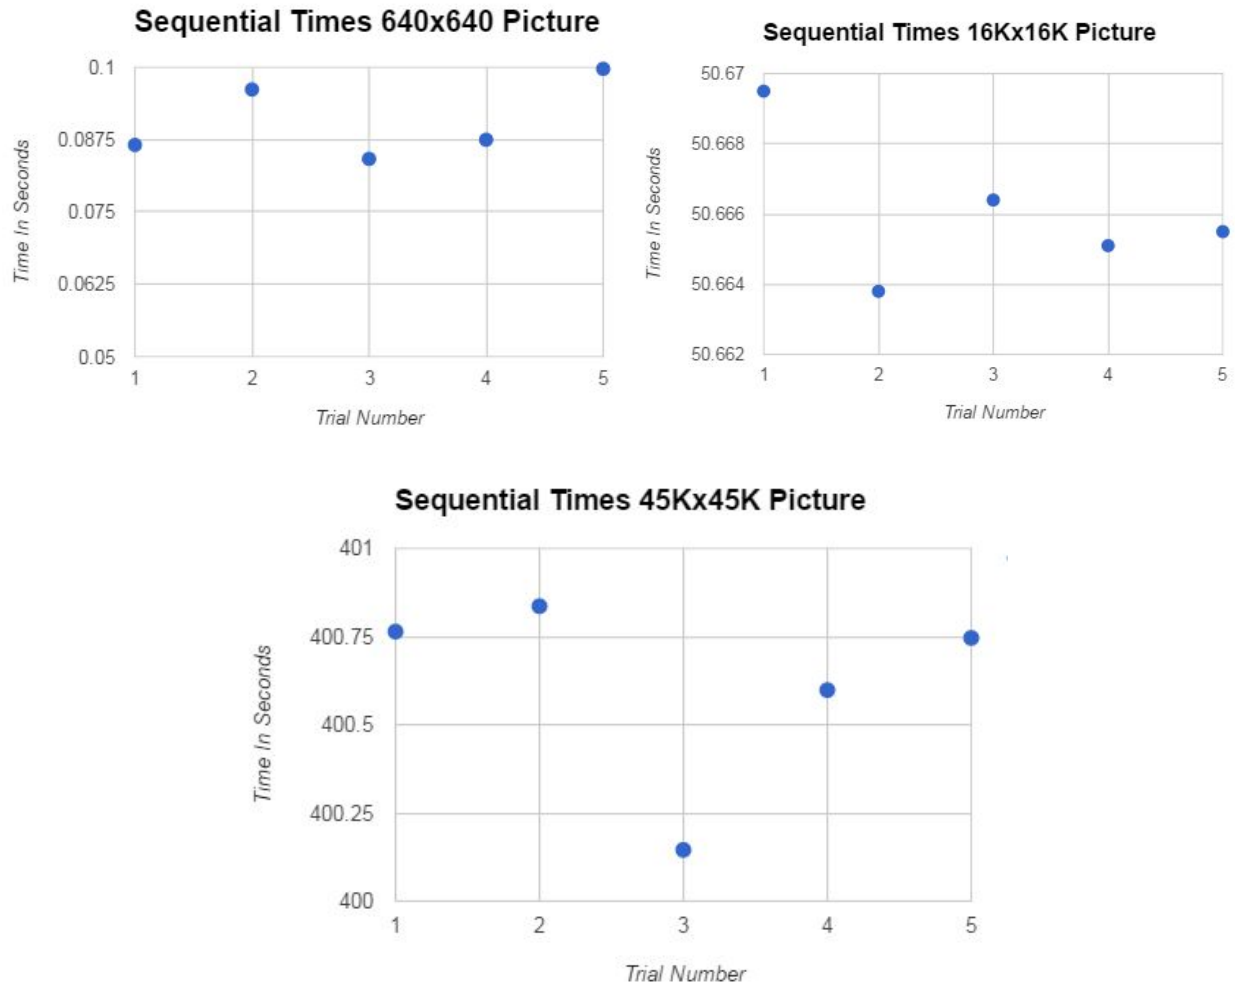 Sequential Times 640x640 Picture
0.1
0.0875
0.075
0.0625
0.05
Time In Seconds
1 2 3 4 5
Trial Number
Sequential Times 16Kx16K Picture
50.67
50.668
50.666
50.664
50.662
Time In Seconds
1 2 3 4 5
Trial Number
Sequential Times 45Kx45K Picture
401
400.75
400.5
400.25
400
Time In Seconds
1 2 3 4 5
Trial Number